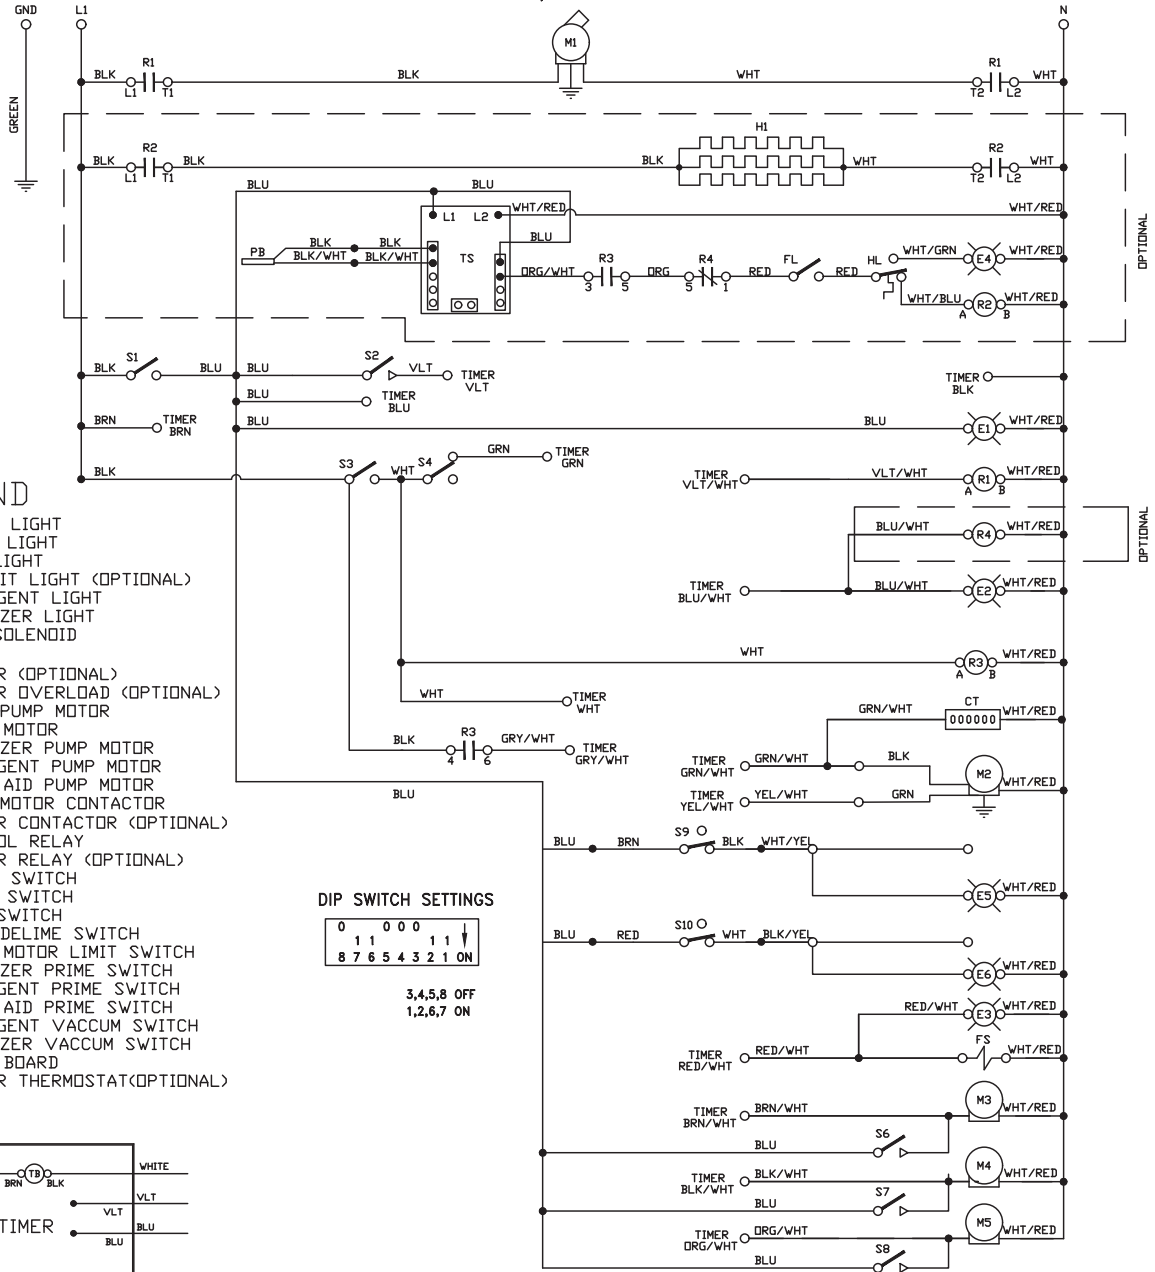 GND L1 N
M1
R1 R1
BLK BLK WHT WHT
L1 T1 T2 L2
GREEN
H1
R2 R2
BLK BLK BLK WHT WHT
L1 T1 T2 L2
BLU BLU
WHT/RED WHT/RED
L1 L2
BLU
OPTIONAL
BLK BLK
PB BLK/WHT BLK/WHT TS
ORG/WHT R3 ORG R4 RED FL RED HL WHT/GRN E4 WHT/RED
3 5 5 1
WHT/BLU R2 WHT/RED
A B
S1 S2
BLK BLU BLU VLT TIMER
VLT
TIMER
BLK
BLU TIMER
BLU
BRN TIMER
BRN
BLU BLU E1 WHT/RED
BLK S3 WHT S4 GRN TIMER
GRN
TIMER
VLT/WHT VLT/WHT R1 WHT/RED
A B
BLU/WHT R4 WHT/RED
OPTIONAL
TIMER
BLU/WHT BLU/WHT E2 WHT/RED
WHT R3 WHT/RED
A B
WHT TIMER
WHT
CT
GRN/WHT 000000 WHT/RED
BLK R3 GRY/WHT TIMER
GRY/WHT
4 6
TIMER
GRN/WHT GRN/WHT BLK
M2 WHT/RED
TIMER
YEL/WHT YEL/WHT GRN
BLU
BLU BRN S9 BLK WHT/YEL
E5 WHT/RED
BLU RED S10 WHT BLK/YEL
E6 WHT/RED
RED/WHT E3 WHT/RED
FS
TIMER
RED/WHT RED/WHT WHT/RED
TIMER
BRN/WHT BRN/WHT M3 WHT/RED
BLU S6
TIMER
BLK/WHT BLK/WHT M4 WHT/RED
BLU S7
TIMER
ORG/WHT ORG/WHT M5 WHT/RED
BLU S8
DIP SWITCH SETTINGS
0 0 0 0
1 1 1 1
8 7 6 5 4 3 2 1 ON
3,4,5,8 OFF
1,2,6,7 ON
ND
LIGHT
LIGHT
LIGHT
IT LIGHT (OPTIONAL)
GENT LIGHT
ZER LIGHT
SOLENOID
R (OPTIONAL)
R OVERLOAD (OPTIONAL)
PUMP MOTOR
MOTOR
ZER PUMP MOTOR
GENT PUMP MOTOR
AID PUMP MOTOR
MOTOR CONTACTOR
R CONTACTOR (OPTIONAL)
OL RELAY
R RELAY (OPTIONAL)
SWITCH
SWITCH
SWITCH
DELIME SWITCH
MOTOR LIMIT SWITCH
ZER PRIME SWITCH
GENT PRIME SWITCH
AID PRIME SWITCH
GENT VACCUM SWITCH
ZER VACCUM SWITCH
BOARD
R THERMOSTAT(OPTIONAL)
BRN TB BLK WHITE
VLT VLT
TIMER
BLU BLU